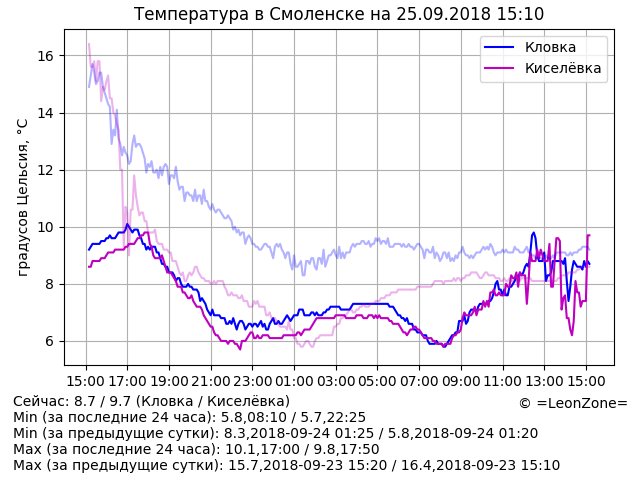 Температура в Смоленске на 25.09.2018 15:10
Кловка
Киселёвка
градусов Цельсия, °C
16
14
12
10
8
6
15:00 17:00 19:00 21:00 23:00 01:00 03:00 05:00 07:00 09:00 11:00 13:00 15:00
Сейчас: 8.7 / 9.7 (Кловка / Киселёвка)
© =LeonZone=
Min (за последние 24 часа): 5.8,08:10 / 5.7,22:25
Min (за предыдущие сутки): 8.3,2018-09-24 01:25 / 5.8,2018-09-24 01:20
Max (за последние 24 часа): 10.1,17:00 / 9.8,17:50
Max (за предыдущие сутки): 15.7,2018-09-23 15:20 / 16.4,2018-09-23 15:10